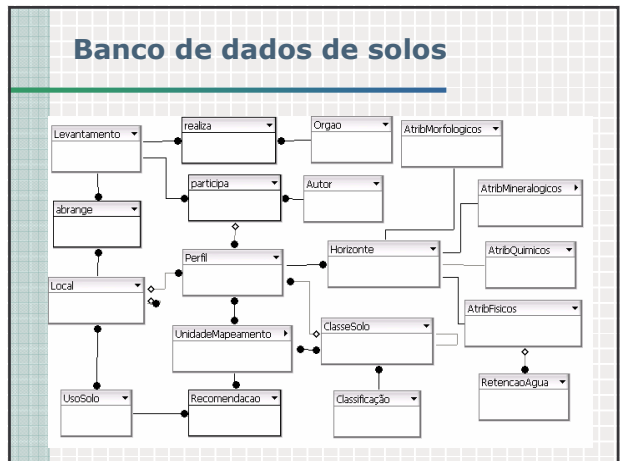 Banco de dados de solos
Levantamento
realiza
Orgao
AtribMorfologicos
participa
Autor
AtribMineralogicos
abrange
Perfil
Horizonte
AtribQuimicos
Local
UnidadeMapeamento
ClasseSolo
AtribFisicos
UsoSolo
Recomendacao
Classificação
RetencaoAgua